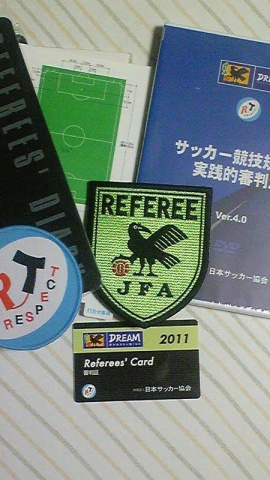 REFEREES' DIA
DREAM
サッカー競技規
実践的審判
Ver.4.0
DVD
日本サッカー協会
REFEREE
JFA
RT
RESPECT
DREAM
2011
Referees' Card
審判証
日本サッカー協会